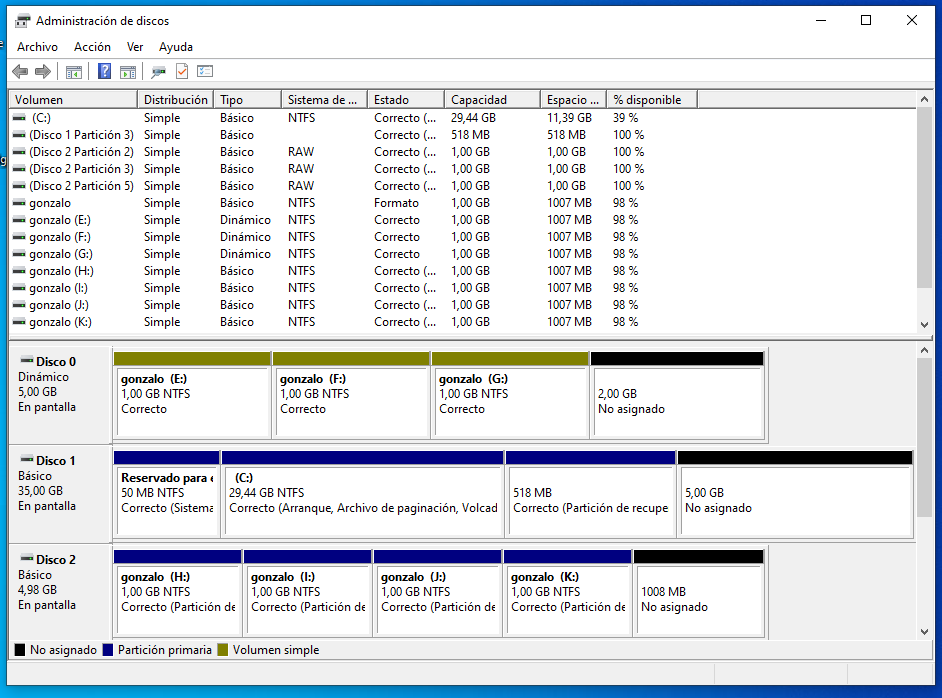 Administración de discos
Archivo Acción Ver Ayuda
Volumen Distribución Tipo Sistema de ... Estado Capacidad Espacio ... % disponible
(C:) Simple Básico NTFS Correcto (... 29,44 GB 11,39 GB 39 %
(Disco 1 Partición 3) Simple Básico Correcto (... 518 MB 518 MB 100 %
(Disco 2 Partición 2) Simple Básico RAW Correcto (... 1,00 GB 1,00 GB 100 %
(Disco 2 Partición 3) Simple Básico RAW Correcto (... 1,00 GB 1,00 GB 100 %
(Disco 2 Partición 5) Simple Básico RAW Correcto (... 1,00 GB 1,00 GB 100 %
gonzalo Simple Básico NTFS Formato 1,00 GB 1007 MB 98 %
gonzalo (E:) Simple Dinámico NTFS Correcto 1,00 GB 1007 MB 98 %
gonzalo (F:) Simple Dinámico NTFS Correcto 1,00 GB 1007 MB 98 %
gonzalo (G:) Simple Dinámico NTFS Correcto 1,00 GB 1007 MB 98 %
gonzalo (H:) Simple Básico NTFS Correcto (... 1,00 GB 1007 MB 98 %
gonzalo (I:) Simple Básico NTFS Correcto (... 1,00 GB 1007 MB 98 %
gonzalo (J:) Simple Básico NTFS Correcto (... 1,00 GB 1007 MB 98 %
gonzalo (K:) Simple Básico NTFS Correcto (... 1,00 GB 1007 MB 98 %
Disco 0
Dinámico
5,00 GB
En pantalla
gonzalo (E:)
1,00 GB NTFS
Correcto
gonzalo (F:)
1,00 GB NTFS
Correcto
gonzalo (G:)
1,00 GB NTFS
Correcto
2,00 GB
No asignado
Disco 1
Básico
35,00 GB
En pantalla
Reservado para e
50 MB NTFS
Correcto (Sistema
(C:)
29,44 GB NTFS
Correcto (Arranque, Archivo de paginación, Volcad
518 MB
Correcto (Partición de recupe
5,00 GB
No asignado
Disco 2
Básico
4,98 GB
En pantalla
gonzalo (H:)
1,00 GB NTFS
Correcto (Partición de
gonzalo (I:)
1,00 GB NTFS
Correcto (Partición de
gonzalo (J:)
1,00 GB NTFS
Correcto (Partición de
gonzalo (K:)
1,00 GB NTFS
Correcto (Partición de
1008 MB
No asignado
No asignado Partición primaria Volumen simple